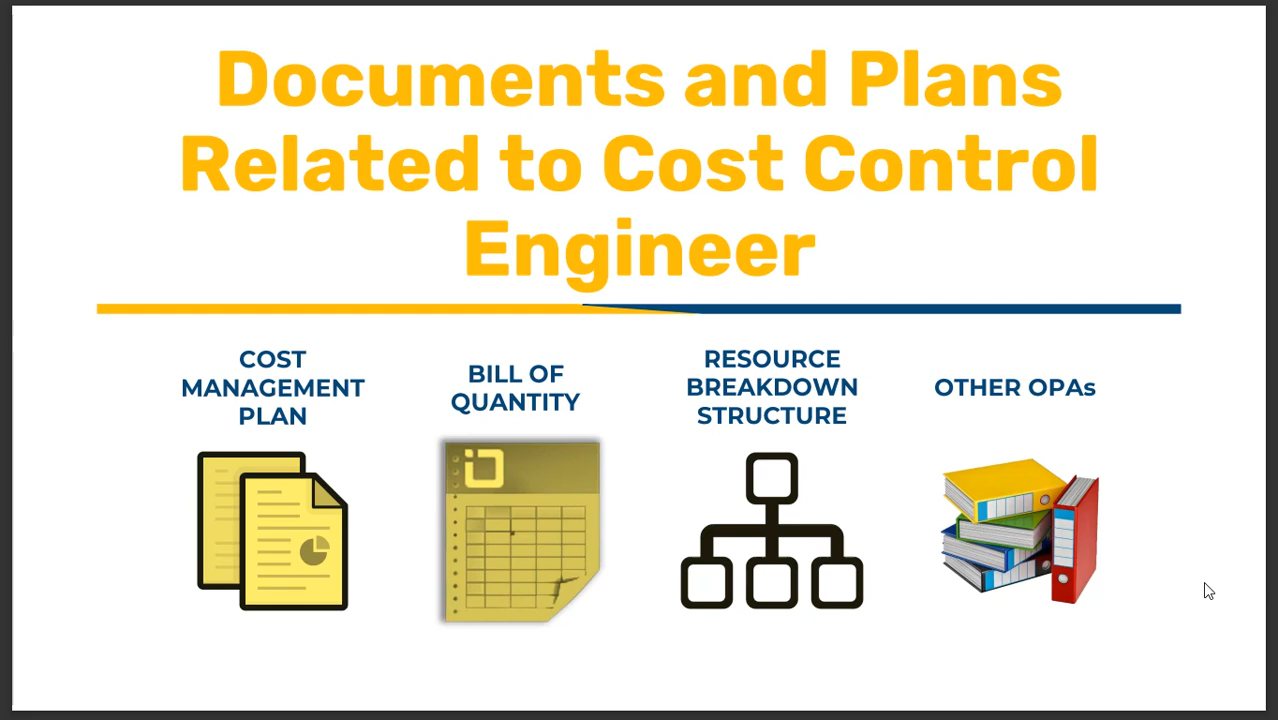 Documents and Plans
Related to Cost Control
Engineer
COST
MANAGEMENT
PLAN
BILL OF
QUANTITY
RESOURCE
BREAKDOWN
STRUCTURE
OTHER OPAs